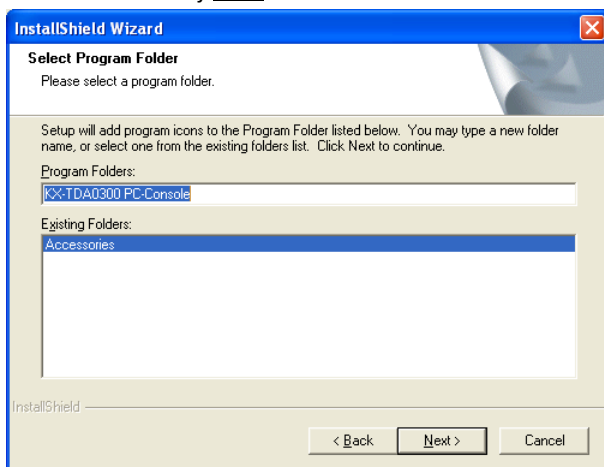 InstallShield Wizard
Select Program Folder
Please select a program folder.
Setup will add program icons to the Program Folder listed below. You may type a new folder
name, or select one from the existing folders list. Click Next to continue.
Program Folders:
KX-TDA0300 PC-Console
Existing Folders:
Accessories
InstallShield
< Back Next > Cancel